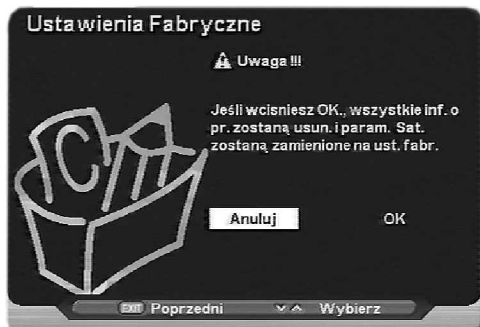 Ustawienia Fabryczne
Uwaga !!!
Jeśli wcisniesz OK., wszystkie inf. o
pr. zostaną usun. i param. Sat.
zostaną zamienione na ust. fabr.
Anuluj OK
EXIT Poprzedni Wybierz